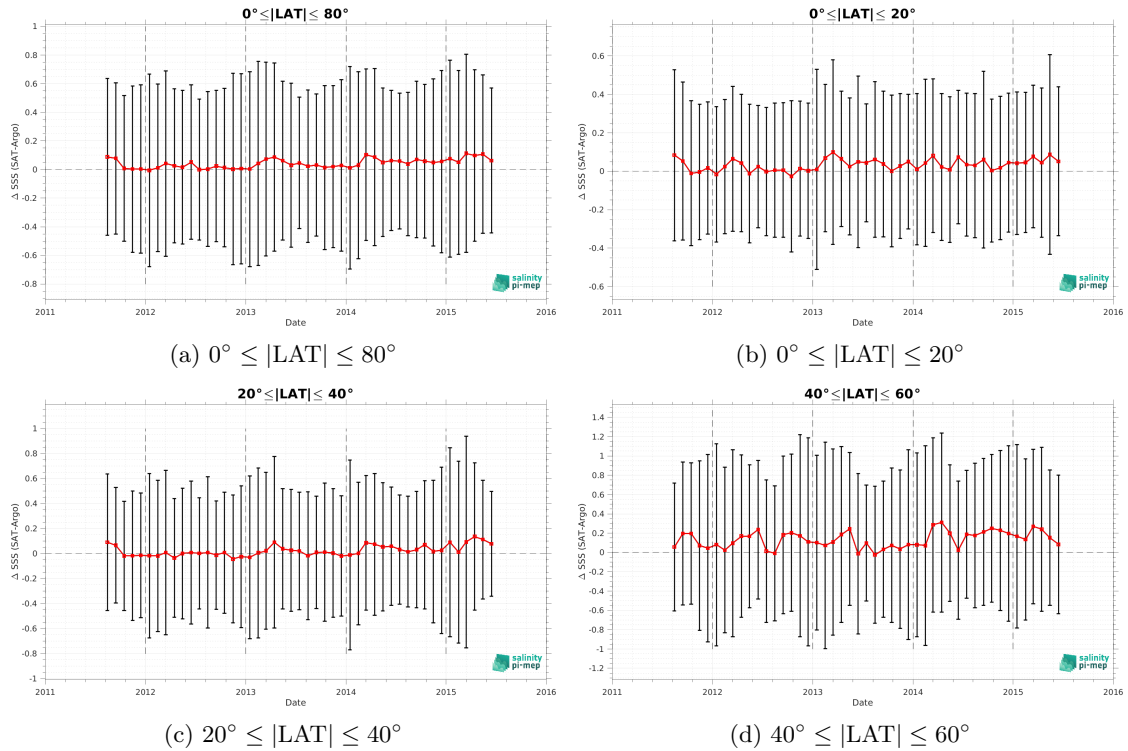 0°≤|LAT|≤ 80°
Δ SSS (SAT-Argo)
1
0.8
0.6
0.4
0.2
0
-0.2
-0.4
-0.6
-0.8
2011 2012 2013 2014 2015 2016
Date
salinity
pi-mep
(a) 0° ≤ |LAT| ≤ 80°
0°≤|LAT|≤ 20°
Δ SSS (SAT-Argo)
0.6
0.4
0.2
0
-0.2
-0.4
-0.6
2011 2012 2013 2014 2015 2016
Date
salinity
pi-mep
(b) 0° ≤ |LAT| ≤ 20°
20°≤|LAT|≤ 40°
Δ SSS (SAT-Argo)
1
0.8
0.6
0.4
0.2
0
-0.2
-0.4
-0.6
-0.8
-1
2011 2012 2013 2014 2015 2016
Date
salinity
pi-mep
(c) 20° ≤ |LAT| ≤ 40°
40°≤|LAT|≤ 60°
Δ SSS (SAT-Argo)
1.4
1.2
1
0.8
0.6
0.4
0.2
0
-0.2
-0.4
-0.6
-0.8
-1
-1.2
2011 2012 2013 2014 2015 2016
Date
salinity
pi-mep
(d) 40° ≤ |LAT| ≤ 60°